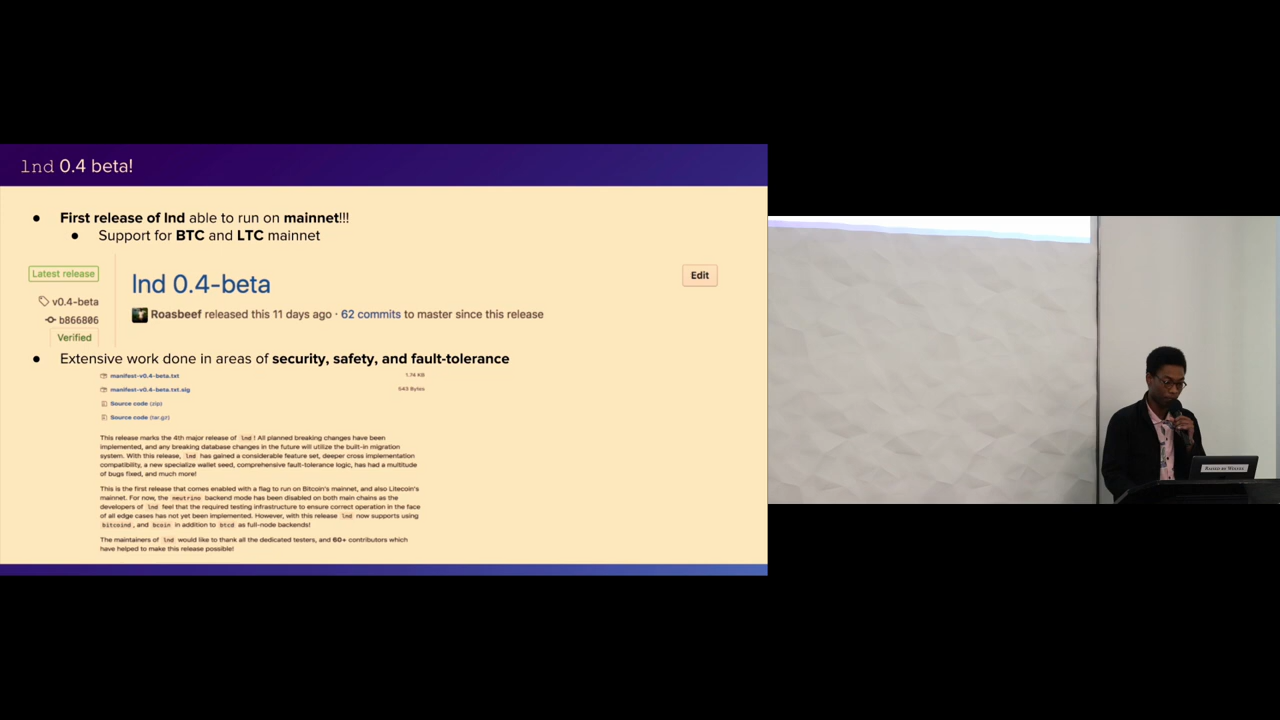 lnd 0.4 beta!
● First release of lnd able to run on mainnet!!!
● Support for BTC and LTC mainnet
Latest release
lnd 0.4-beta
Edit
v0.4-beta
Roasbeef released this 11 days ago · 62 commits to master since this release
b866806
Verified
● Extensive work done in areas of security, safety, and fault-tolerance
manifest-v0.4-beta.txt 1.74 KB
manifest-v0.4-beta.txt.sig 543 Bytes
Source code (zip)
Source code (tar.gz)
This release marks the 4th major release of lnd! All planned breaking changes have been
implemented, and any breaking database changes in the future will utilize the built-in migration
system. With this release, lnd has gained a considerable feature set, deeper cross implementation
compatibility, a new specialize wallet seed, comprehensive fault-tolerance logic, has had a multitude
of bugs fixed, and much more!
This is the first release that comes enabled with a flag to run on Bitcoin's mainnet, and also Litecoin's
mainnet. For now, the neutrino backend mode has been disabled on both main chains as the
developers of lnd feel that the required testing infrastructure to ensure correct operation in the face
of all edge cases has not yet been implemented. However, with this release lnd now supports using
bitcoind, and bcoin in addition to btcd as full-node backends!
The maintainers of lnd would like to thank all the dedicated testers, and 60+ contributors which
have helped to make this release possible!